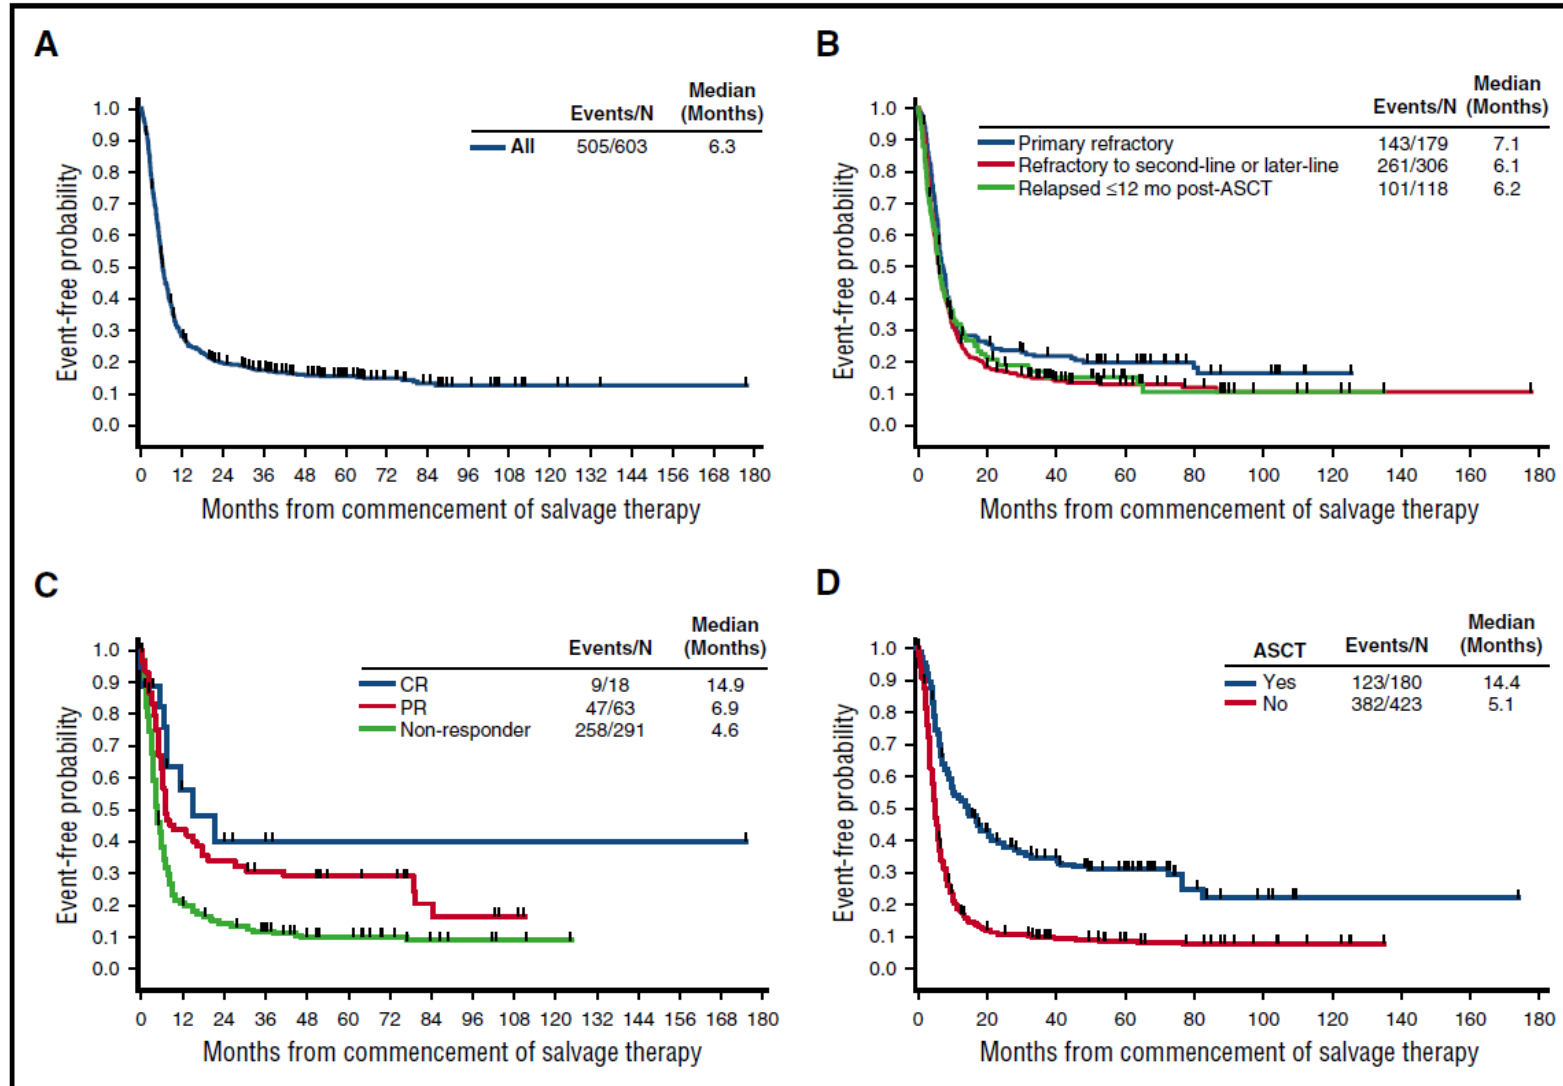 A
Median
Events/N (Months)
All 505/603 6.3
1.0
0.9
0.8
0.7
0.6
0.5
0.4
0.3
0.2
0.1
0.0
Event-free probability
0 12 24 36 48 60 72 84 96 108 120 132 144 156 168 180
Months from commencement of salvage therapy
B
Median
Events/N (Months)
Primary refractory 143/179 7.1
Refractory to second-line or later-line 261/306 6.1
Relapsed ≤12 mo post-ASCT 101/118 6.2
1.0
0.9
0.8
0.7
0.6
0.5
0.4
0.3
0.2
0.1
0.0
Event-free probability
0 20 40 60 80 100 120 140 160 180
Months from commencement of salvage therapy
C
Median
Events/N (Months)
CR 9/18 14.9
PR 47/63 6.9
Non-responder 258/291 4.6
1.0
0.9
0.8
0.7
0.6
0.5
0.4
0.3
0.2
0.1
0.0
Event-free probability
0 12 24 36 48 60 72 84 96 108 120 132 144 156 168 180
Months from commencement of salvage therapy
D
Median
ASCT Events/N (Months)
Yes 123/180 14.4
No 382/423 5.1
1.0
0.9
0.8
0.7
0.6
0.5
0.4
0.3
0.2
0.1
0.0
Event-free probability
0 20 40 60 80 100 120 140 160 180
Months from commencement of salvage therapy